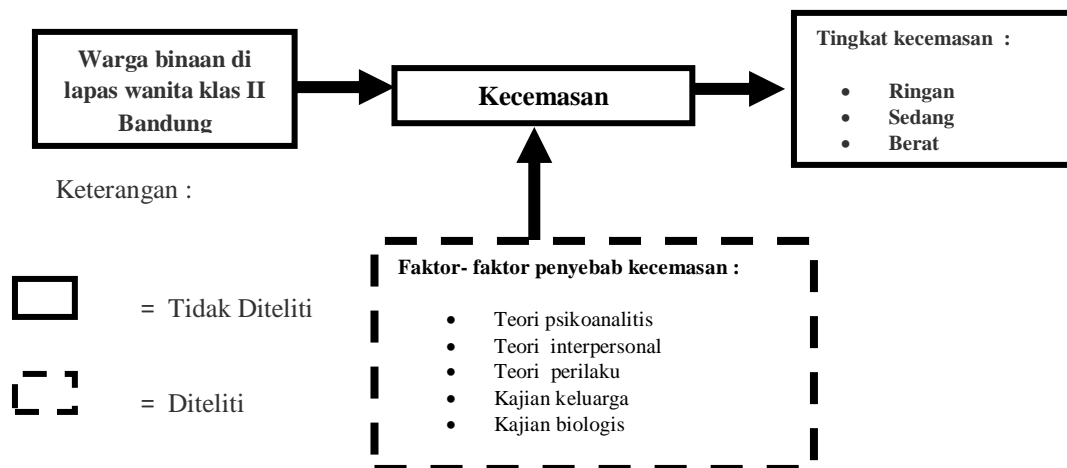 Warga binaan di
lapas wanita klas II
Bandung
Kecemasan
Tingkat kecemasan :
• Ringan
• Sedang
• Berat
Keterangan :
= Tidak Diteliti
= Diteliti
Faktor- faktor penyebab kecemasan :
• Teori psikoanalitis
• Teori interpersonal
• Teori perilaku
• Kajian keluarga
• Kajian biologis